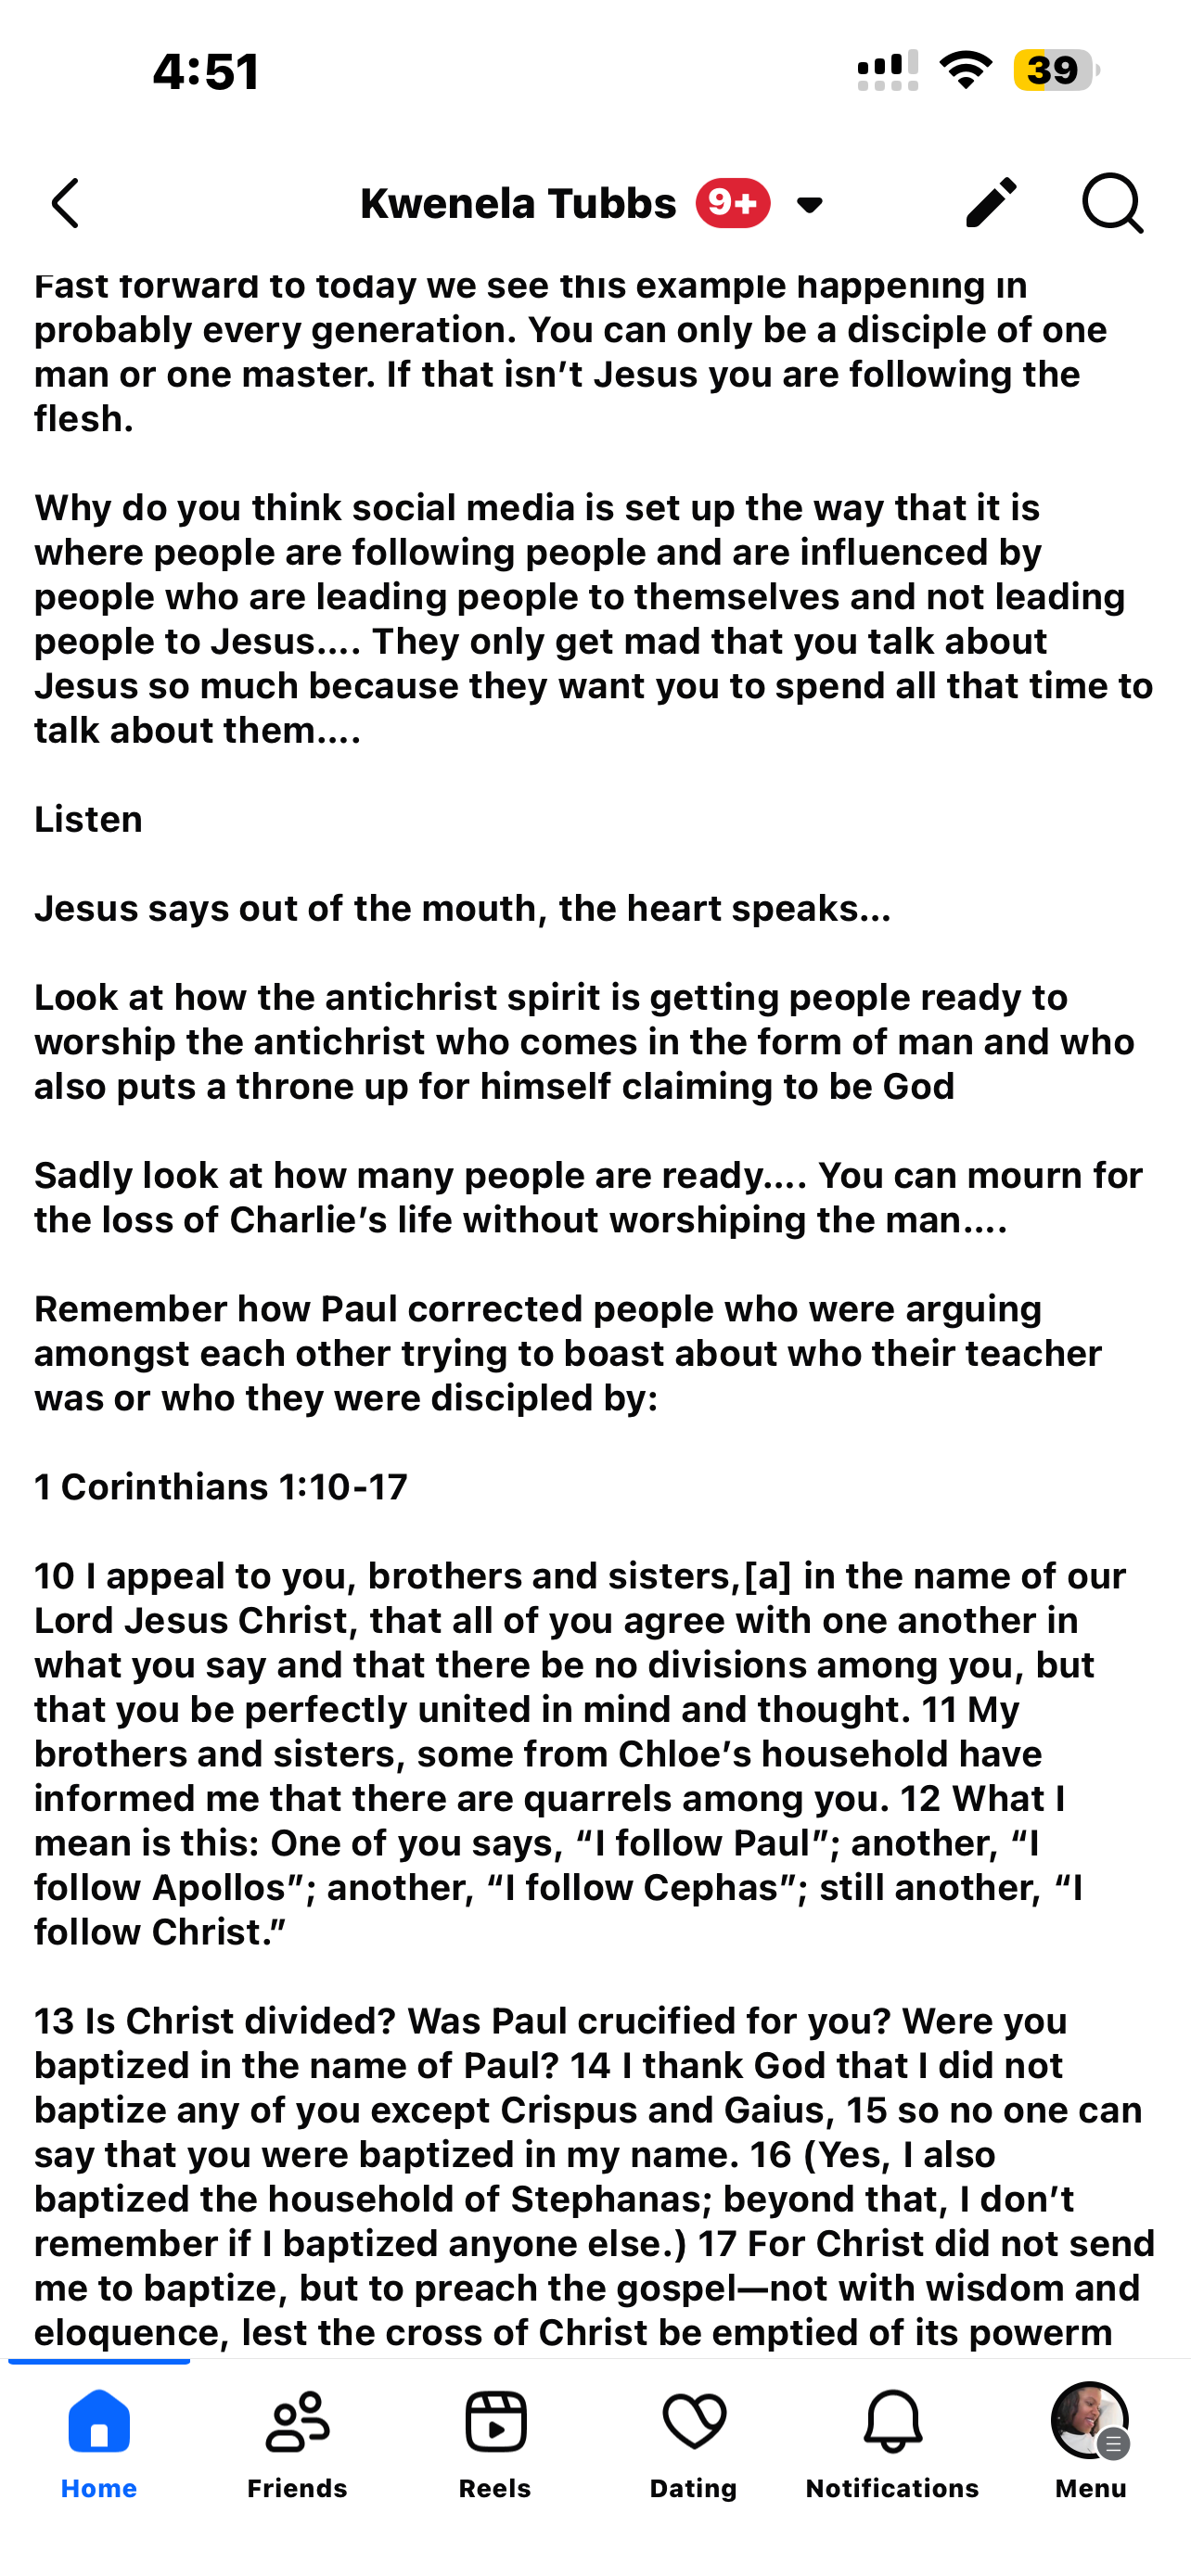 4:51
39
Kwenela Tubbs 9+
Fast forward to today we see this example happening in
probably every generation. You can only be a disciple of one
man or one master. If that isn’t Jesus you are following the
flesh.
Why do you think social media is set up the way that it is
where people are following people and are influenced by
people who are leading people to themselves and not leading
people to Jesus.... They only get mad that you talk about
Jesus so much because they want you to spend all that time to
talk about them....
Listen
Jesus says out of the mouth, the heart speaks...
Look at how the antichrist spirit is getting people ready to
worship the antichrist who comes in the form of man and who
also puts a throne up for himself claiming to be God
Sadly look at how many people are ready.... You can mourn for
the loss of Charlie’s life without worshiping the man....
Remember how Paul corrected people who were arguing
amongst each other trying to boast about who their teacher
was or who they were discipled by:
1 Corinthians 1:10-17
10 I appeal to you, brothers and sisters,[a] in the name of our
Lord Jesus Christ, that all of you agree with one another in
what you say and that there be no divisions among you, but
that you be perfectly united in mind and thought. 11 My
brothers and sisters, some from Chloe’s household have
informed me that there are quarrels among you. 12 What I
mean is this: One of you says, “I follow Paul”; another, “I
follow Apollos”; another, “I follow Cephas”; still another, “I
follow Christ.”
13 Is Christ divided? Was Paul crucified for you? Were you
baptized in the name of Paul? 14 I thank God that I did not
baptize any of you except Crispus and Gaius, 15 so no one can
say that you were baptized in my name. 16 (Yes, I also
baptized the household of Stephanas; beyond that, I don’t
remember if I baptized anyone else.) 17 For Christ did not send
me to baptize, but to preach the gospel—not with wisdom and
eloquence, lest the cross of Christ be emptied of its powerm
Home
Friends
Reels
Dating
Notifications
Menu